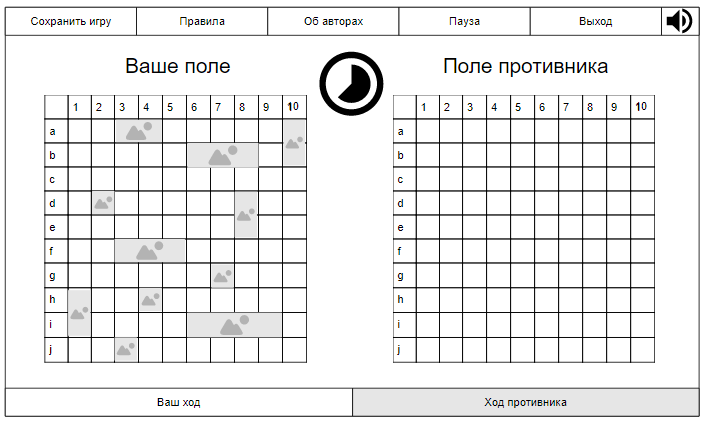 Сохранить игру Правила Об авторах Пауза Выход
Ваше поле Поле противника
1 2 3 4 5 6 7 8 9 10 1 2 3 4 5 6 7 8 9 10
a a
b b
c c
d d
e e
f f
g g
h h
i i
j j
Ваш ход Ход противника